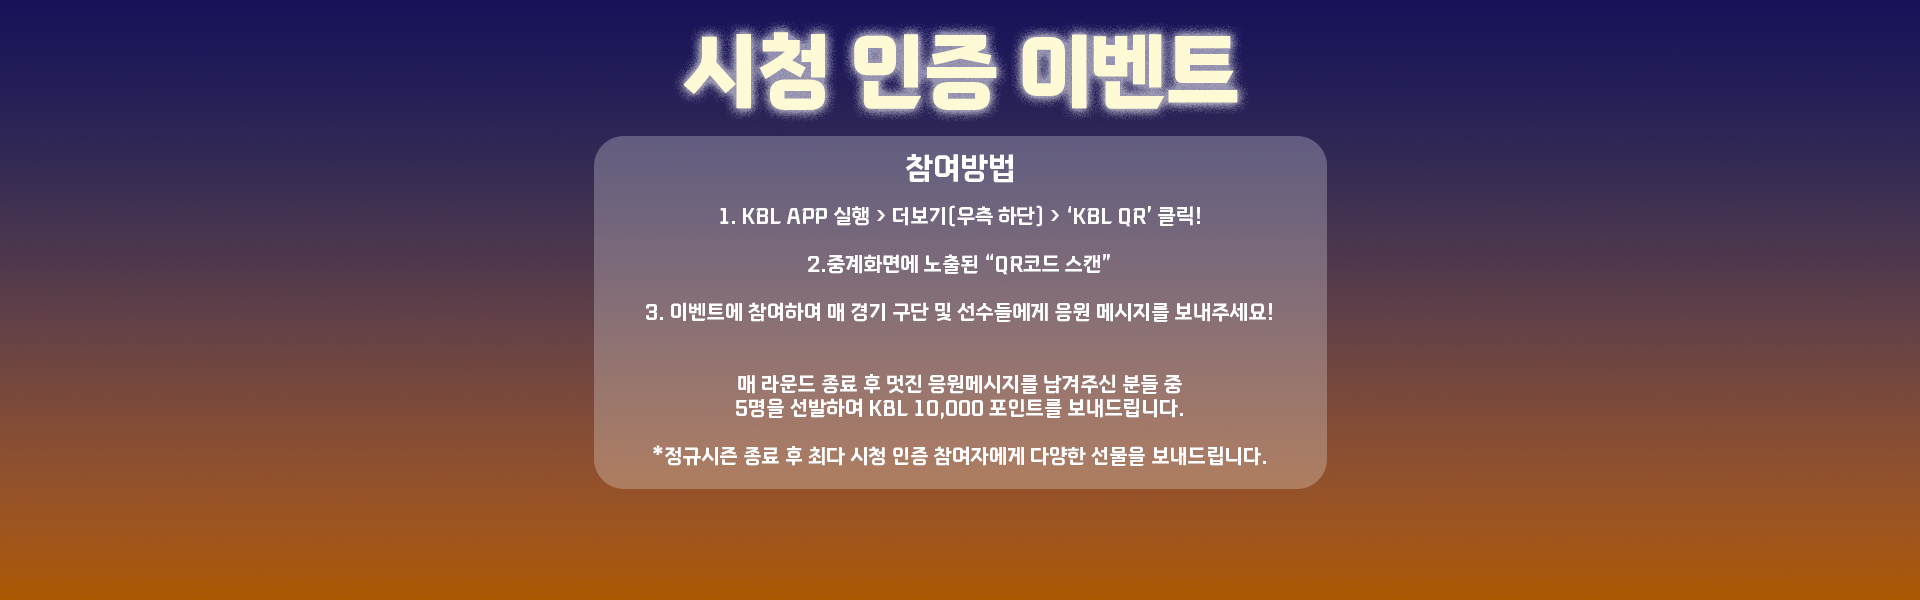 시청 인증 이벤트
참여방법
1. KBL APP 실행 > 더보기(우측 하단) > ‘KBL QR’ 클릭!
2.중계화면에 노출된 “QR코드 스캔”
3. 이벤트에 참여하여 매 경기 구단 및 선수들에게 응원 메시지를 보내주세요!
매 라운드 종료 후 멋진 응원메시지를 남겨주신 분들 중
5명을 선발하여 KBL 10,000 포인트를 보내드립니다.
*정규시즌 종료 후 최다 시청 인증 참여자에게 다양한 선물을 보내드립니다.